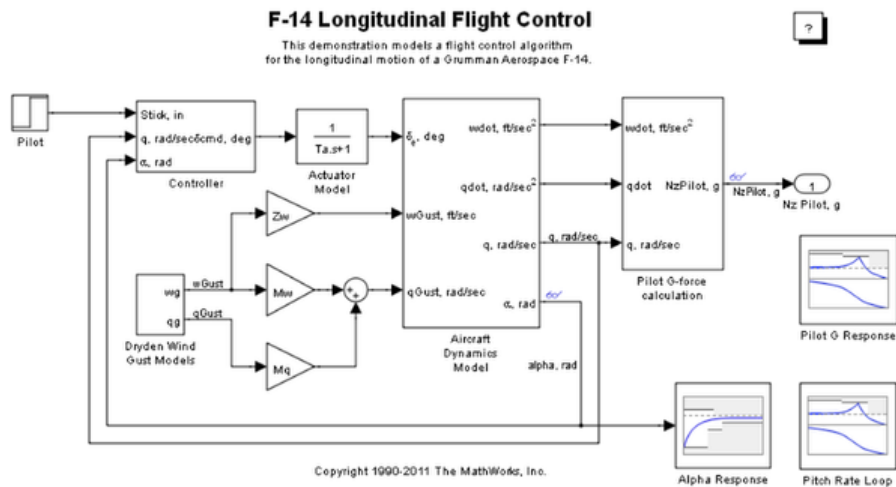 F-14 Longitudinal Flight Control
?
This demonstration models a flight control algorithm
for the longitudinal motion of a Grumman Aerospace F-14.
Pilot
Stick, in
q, rad/secδcmd, deg
α, rad
Controller
1
Ta.s+1
Actuator
Model
δe, deg
wGust, ft/sec
qGust, rad/sec
wdot, ft/sec2
qdot, rad/sec2
q, rad/sec
α, rad
Aircraft
Dynamics
Model
q, rad/sec
alpha, rad
wdot, ft/sec2
qdot
q, rad/sec
NzPilot, g
Pilot G-force
calculation
NzPilot, g
1
Nz Pilot, g
Zw
Mw
Mq
+
+
wg
qg
wGust
qGust
Dryden Wind
Gust Models
Pilot G Response
Alpha Response
Pitch Rate Loop
Copyright 1990-2011 The MathWorks, Inc.